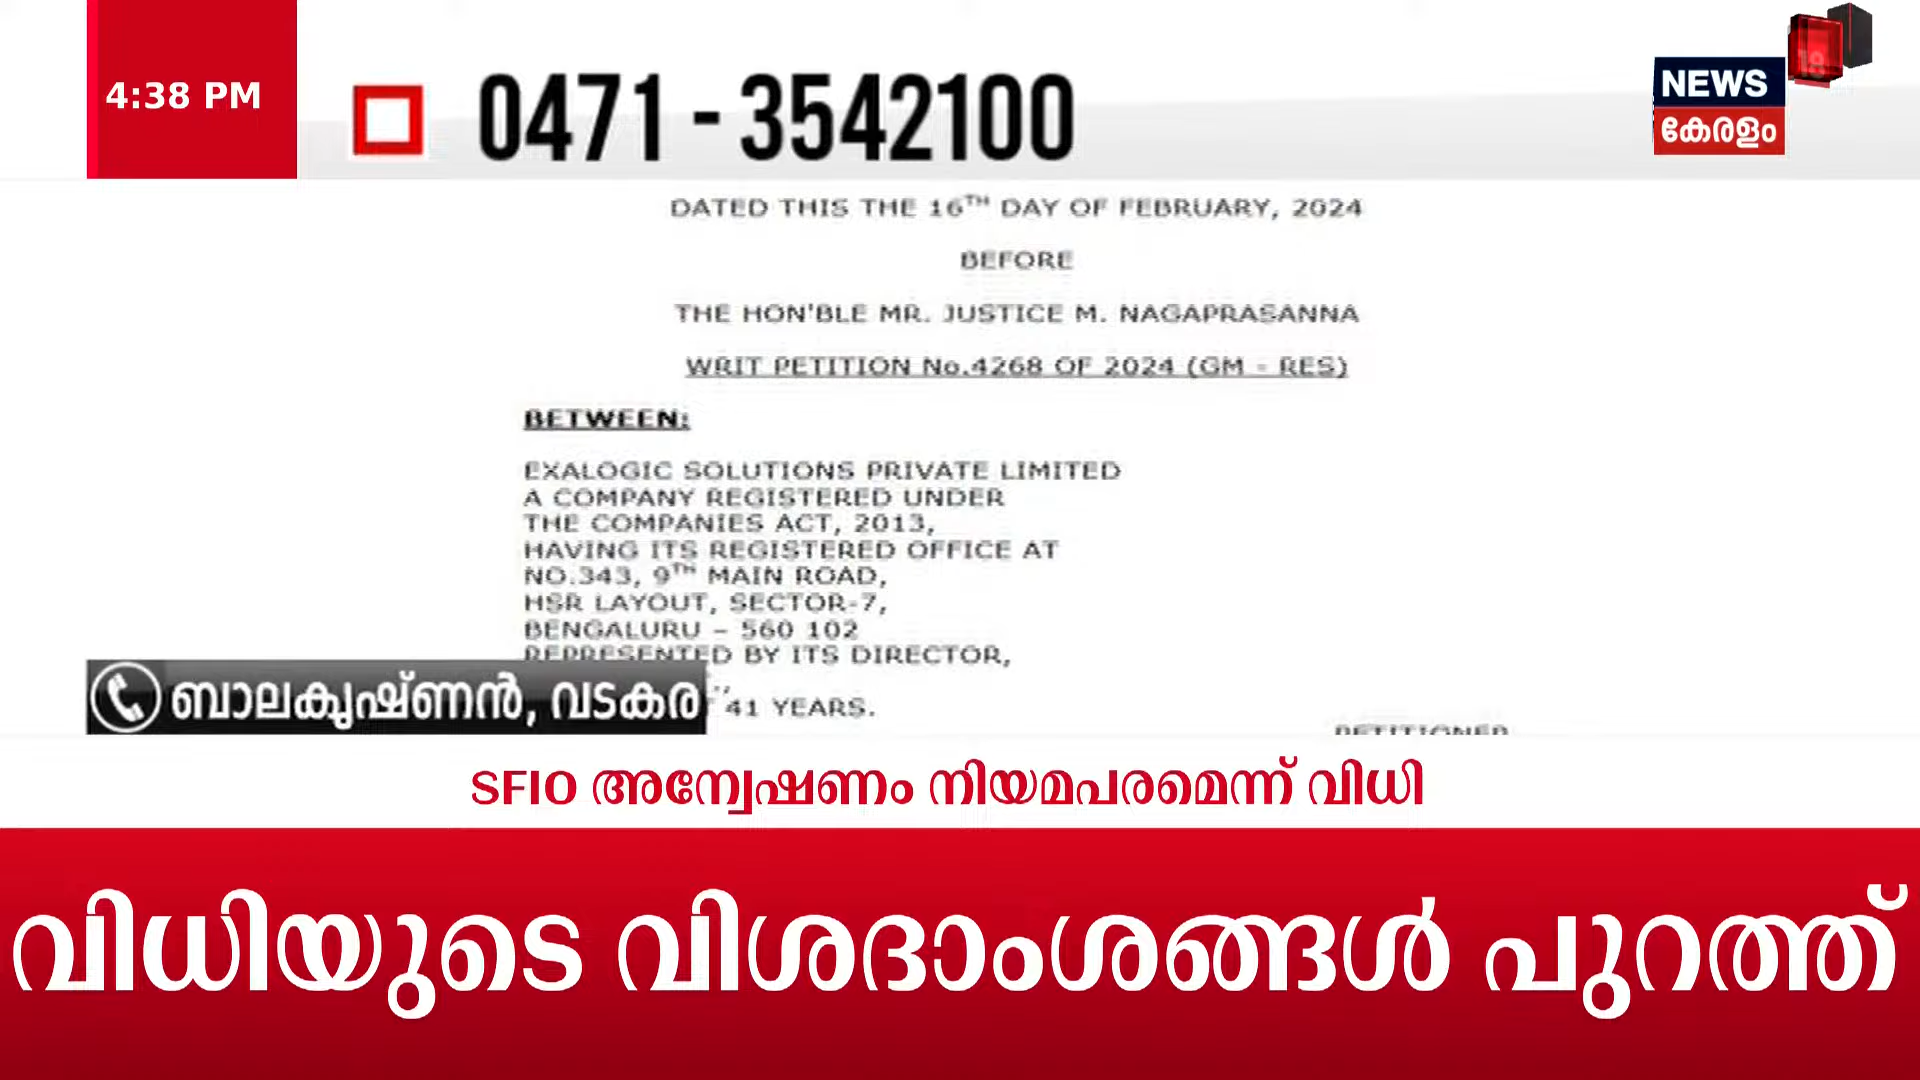 4:38 PM
0471 - 3542100
NEWS
18
കേരളം
DATED THIS THE 16TH DAY OF FEBRUARY, 2024
BEFORE
THE HON'BLE MR. JUSTICE M. NAGAPRASANNA
WRIT PETITION No.4268 OF 2024 (GM - RES)
BETWEEN:
EXALOGIC SOLUTIONS PRIVATE LIMITED
A COMPANY REGISTERED UNDER
THE COMPANIES ACT, 2013,
HAVING ITS REGISTERED OFFICE AT
NO.343, 9TH MAIN ROAD,
HSR LAYOUT, SECTOR-7,
BENGALURU – 560 102
REPRESENTED BY ITS DIRECTOR,
41 YEARS.
PETITIONER
ബാലകൃഷ്ണൻ, വടകര
SFIO അന്വേഷണം നിയമപരമെന്ന് വിധി
വിധിയുടെ വിശദാംശങ്ങൾ പുറത്ത്